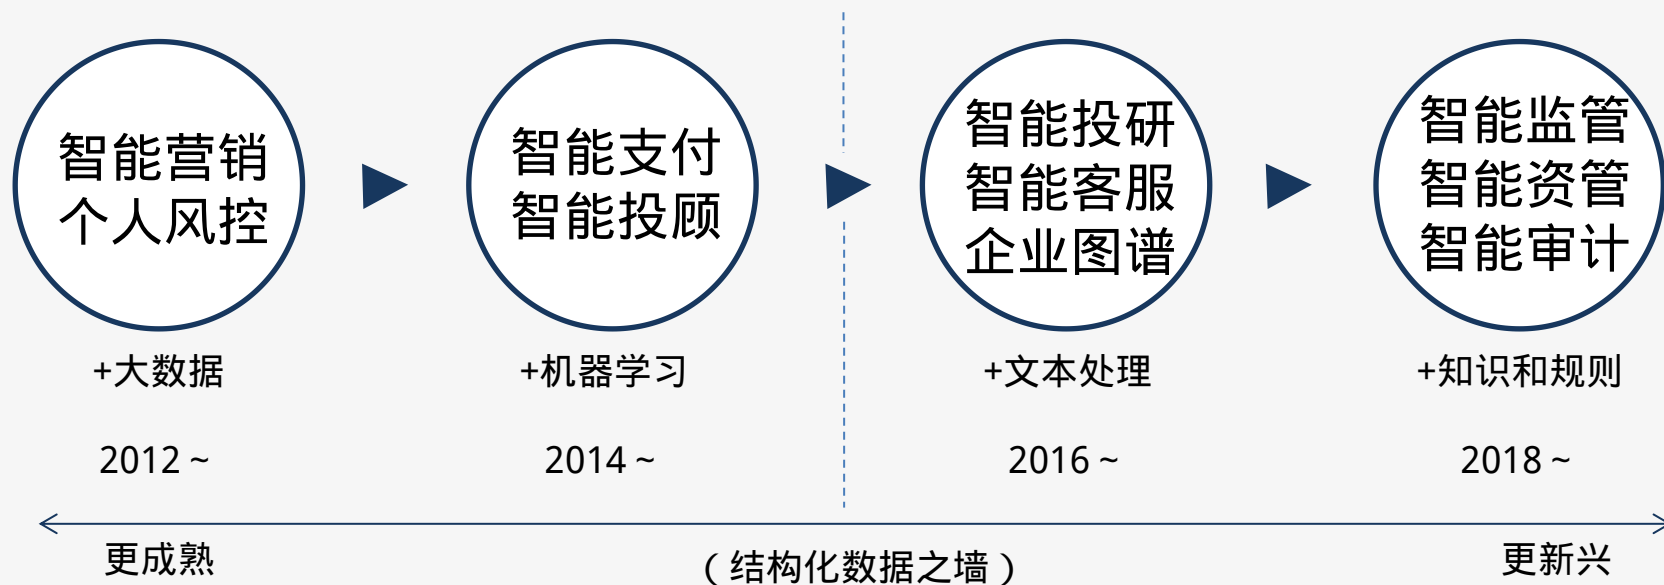 智能营销
个人风控
智能支付
智能投顾
智能投研
智能客服
企业图谱
智能监管
智能资管
智能审计
+大数据
+机器学习
+文本处理
+知识和规则
2012 ~
2014 ~
2016 ~
2018 ~
更成熟
（结构化数据之墙）
更新兴